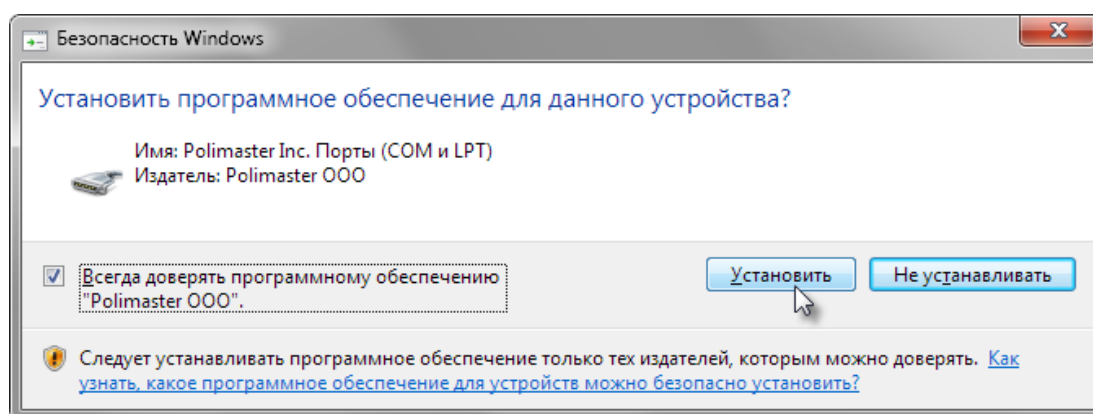 Безопасность Windows
Установить программное обеспечение для данного устройства?
Имя: Polimaster Inc. Порты (COM и LPT)
Издатель: Polimaster ООО
Всегда доверять программному обеспечению
"Polimaster ООО".
Установить
Не устанавливать
Следует устанавливать программное обеспечение только тех издателей, которым можно доверять. Как
узнать, какое программное обеспечение для устройств можно безопасно установить?